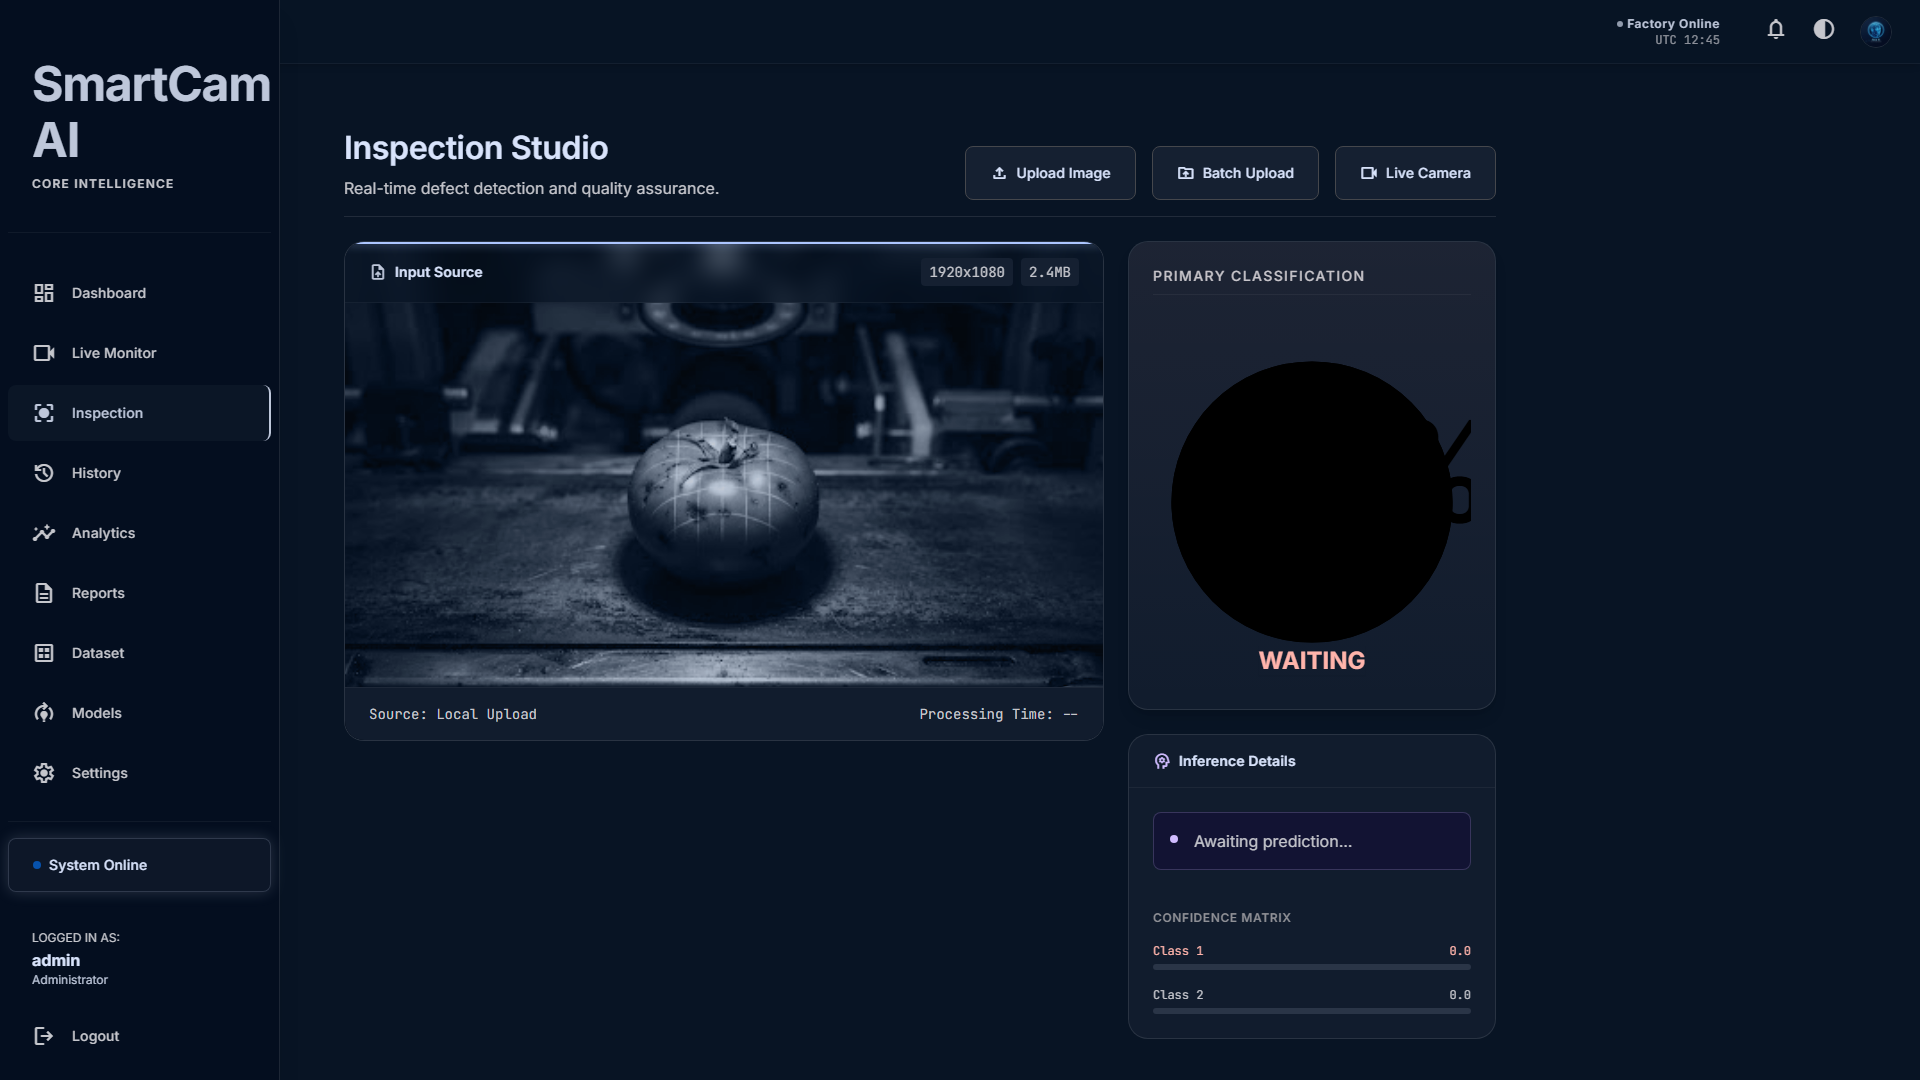 SmartCam
AI
CORE INTELLIGENCE
Dashboard
Live Monitor
Inspection
History
Analytics
Reports
Dataset
Models
Settings
System Online
LOGGED IN AS:
admin
Administrator
Logout
Factory Online
UTC 12:45
Inspection Studio
Real-time defect detection and quality assurance.
Upload Image
Batch Upload
Live Camera
Input Source
1920x1080
2.4MB
Source: Local Upload
Processing Time: --
PRIMARY CLASSIFICATION
WAITING
Inference Details
Awaiting prediction...
CONFIDENCE MATRIX
Class 1 0.0
Class 2 0.0